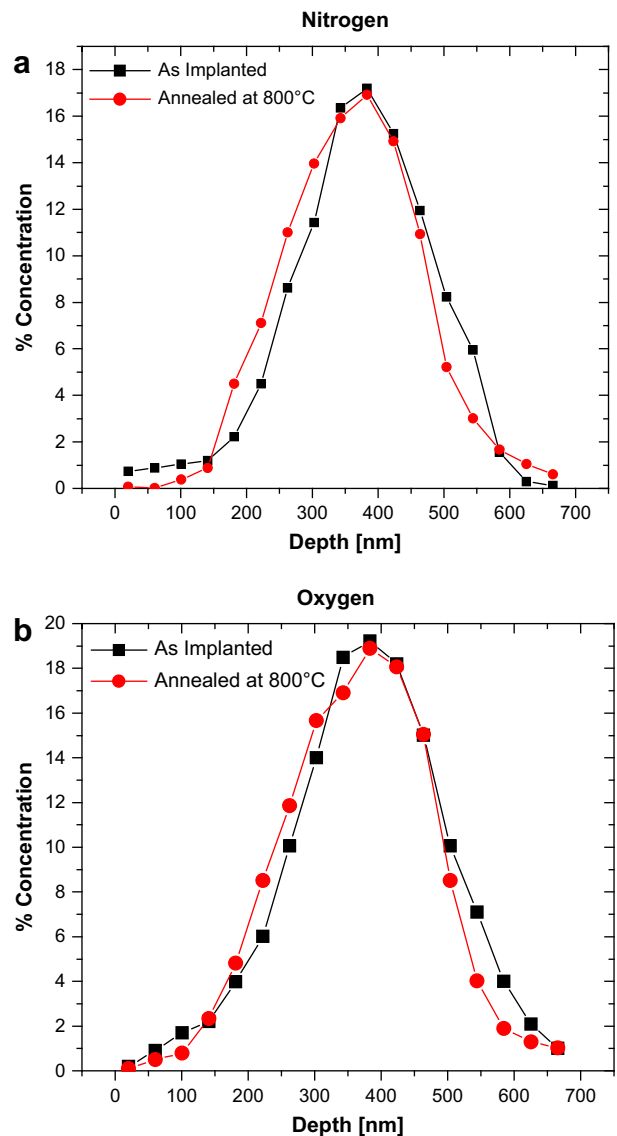 Nitrogen
a
As Implanted
Annealed at 800°C
% Concentration
18
16
14
12
10
8
6
4
2
0
0 100 200 300 400 500 600 700
Depth [nm]
Oxygen
b
As Implanted
Annealed at 800°C
% Concentration
20
18
16
14
12
10
8
6
4
2
0
0 100 200 300 400 500 600 700
Depth [nm]